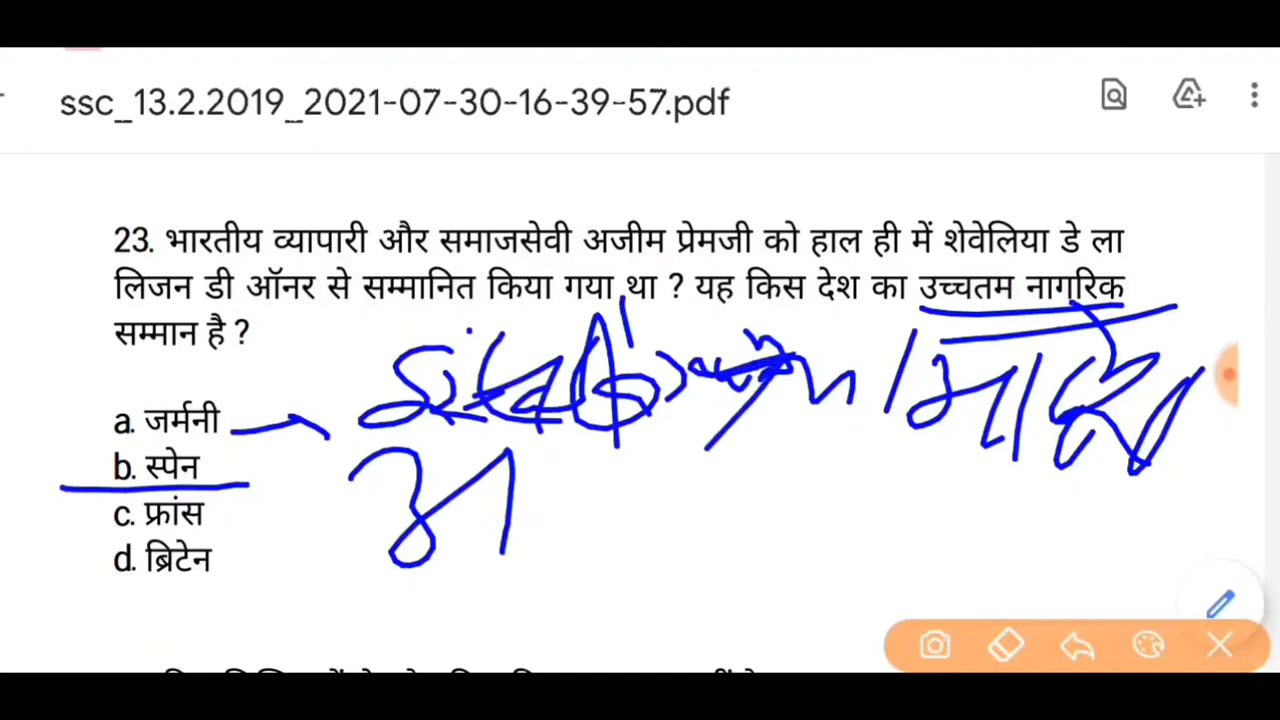 ssc_13.2.2019_2021-07-30-16-39-57.pdf
23. भारतीय व्यापारी और समाजसेवी अजीम प्रेमजी को हाल ही में शेवेलिया डे ला
लिजन डी ऑनर से सम्मानित किया गया था ? यह किस देश का उच्चतम नागरिक
सम्मान है ?
a. जर्मनी
b. स्पेन
c. फ्रांस
d. ब्रिटेन